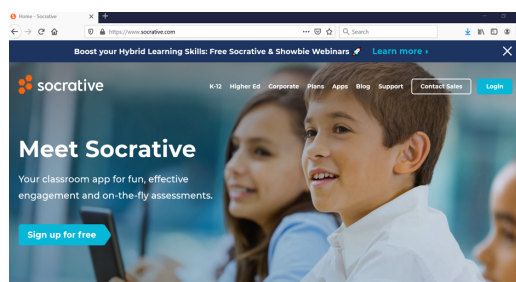 Home - Socrative
https://www.socrative.com
Search
Boost your Hybrid Learning Skills: Free Socrative & Showbie Webinars 🚀 Learn more ›
socrative
K-12 Higher Ed Corporate Plans Apps Blog Support Contact Sales Login
Meet Socrative
Your classroom app for fun, effective
engagement and on-the-fly assessments.
Sign up for free